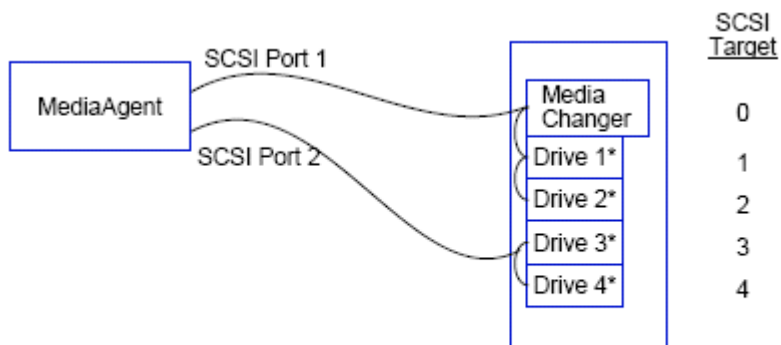 SCSI
Target
SCSI Port 1
MediaAgent
Media
Changer
0
SCSI Port 2
Drive 1*
1
Drive 2*
2
Drive 3*
3
Drive 4*
4